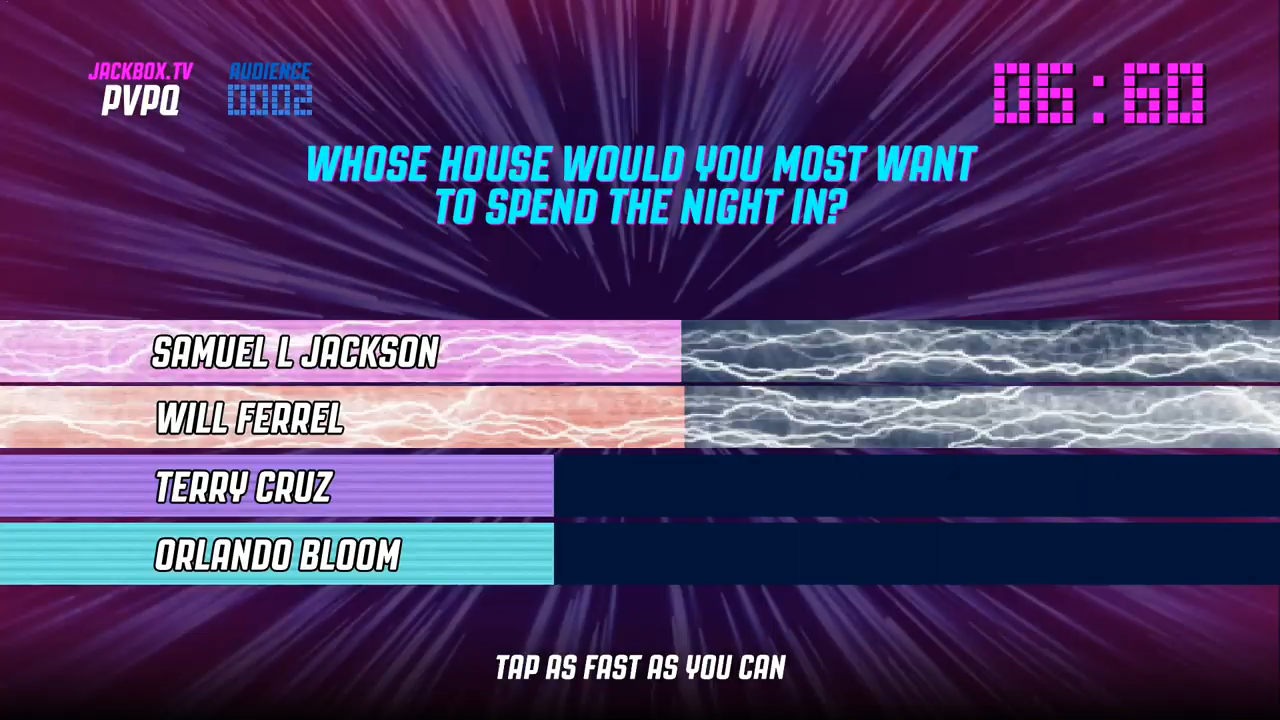 JACKBOX.TV
PVPQ
AUDIENCE
0002
06:60
WHOSE HOUSE WOULD YOU MOST WANT
TO SPEND THE NIGHT IN?
SAMUEL L JACKSON
WILL FERREL
TERRY CRUZ
ORLANDO BLOOM
TAP AS FAST AS YOU CAN